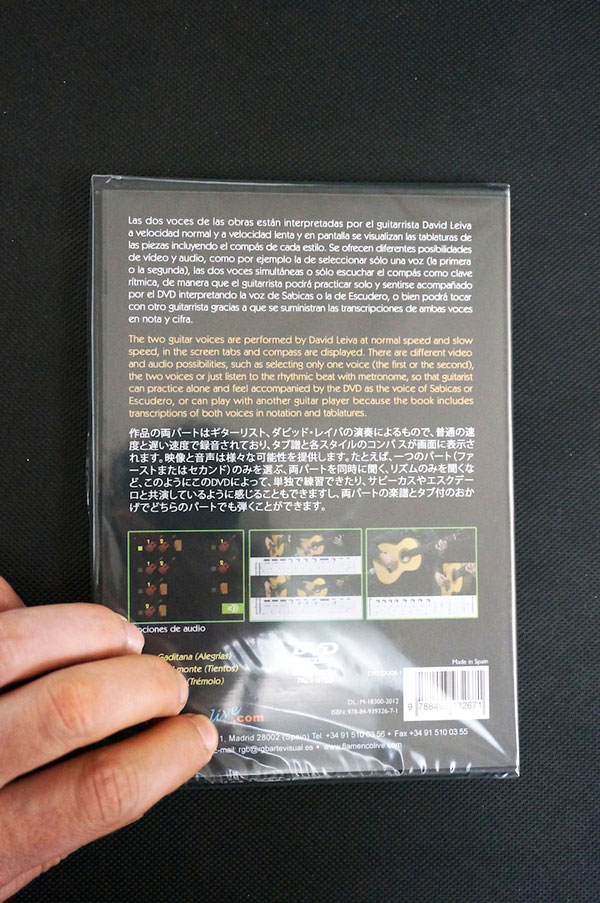 Las dos voces de las obras están interpretadas por el guitarrista David Leiva
a velocidad normal y a velocidad lenta y en pantalla se visualizan las tablaturas de
las piezas incluyendo el compás de cada estilo. Se ofrecen diferentes posibilidades
de vídeo y audio, como por ejemplo la de seleccionar sólo una voz (la primera
o la segunda), las dos voces simultáneas o sólo escuchar el compás como clave
rítmica, de manera que el guitarrista podrá practicar solo y sentirse acompañado
por el DVD interpretando la voz de Sabicas o la de Escudero, o bien podrá tocar
con otro guitarrista gracias a que se suministran las transcripciones de ambas voces
en nota y cifra.
The two guitar voices are performed by David Leiva at normal speed and slow
speed, in the screen tabs and compass are displayed. There are different video
and audio possibilities, such as selecting only one voice (the first or the second),
the two voices or just listen to the rhythmic beat with metronome, so that guitarist
can practice alone and feel accompanied by the DVD as the voice of Sabicas or
Escudero, or can play with another guitar player because the book includes
transcriptions of both voices in notation and tablatures.
作品の両パートはギターリスト、ダビッド・レイバの演奏によるもので、普通の速
度と遅い速度で録音されており、タブ譜と各スタイルのコンパスが画面に表示され
ます。映像と音声は様々な可能性を提供します。たとえば、一つのパート(ファ
ーストまたはセカンド)のみを選ぶ、両パートを同時に聞く、リズムのみを聞くな
ど、このようにこのDVDによって、単独で練習できたり、サビーカスやエスクデー
ロと共演しているように感じることもできますし、両パートの楽譜とタブ付のおか
げでどちらのパートでも弾くことができます。
pciones de audio
Gaditana (Alegrías)
lmonte (Tientos)
(Trémolo)
DVD
Made in Spain
DL: M-18300-2012
ISBN: 978-84-939326-7-1
live.com
1, Madrid 28002 (Spain) Tel +34 91 510 03 56 • Fax +34 91 510 03 55
E-mail: rgb@rgbartevisual.es • www.flamencolive.com